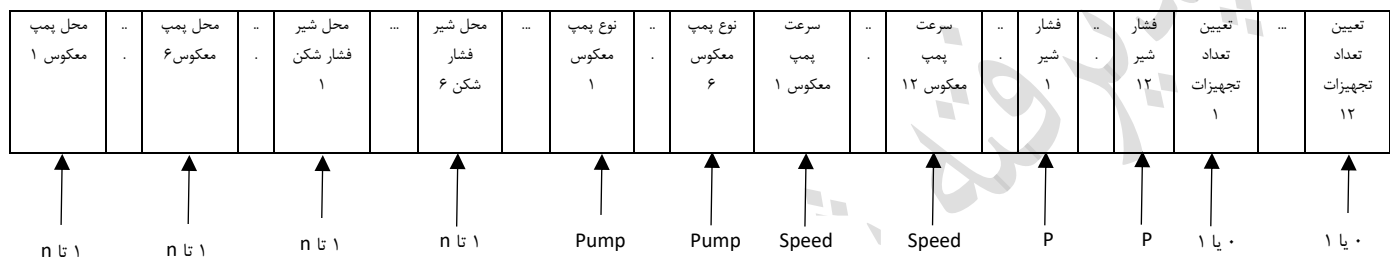 محل پمپ
معکوس ۱
..
.
محل پمپ
معکوس۶
..
.
محل شیر
فشار شکن
۱
...
محل شیر
فشار
شکن ۶
...
نوع پمپ
معکوس
۱
..
.
نوع پمپ
معکوس
۶
سرعت
پمپ
معکوس ۱
..
.
سرعت
پمپ
معکوس ۱۲
..
.
فشار
شیر
۱
..
.
فشار
شیر
۱۲
تعیین
تعداد
تجهیزات
۱
...
تعیین
تعداد
تجهیزات
۱۲
۱ تا n
۱ تا n
۱ تا n
۱ تا n
Pump
Pump
Speed
Speed
P
P
۰ یا ۱
۰ یا ۱